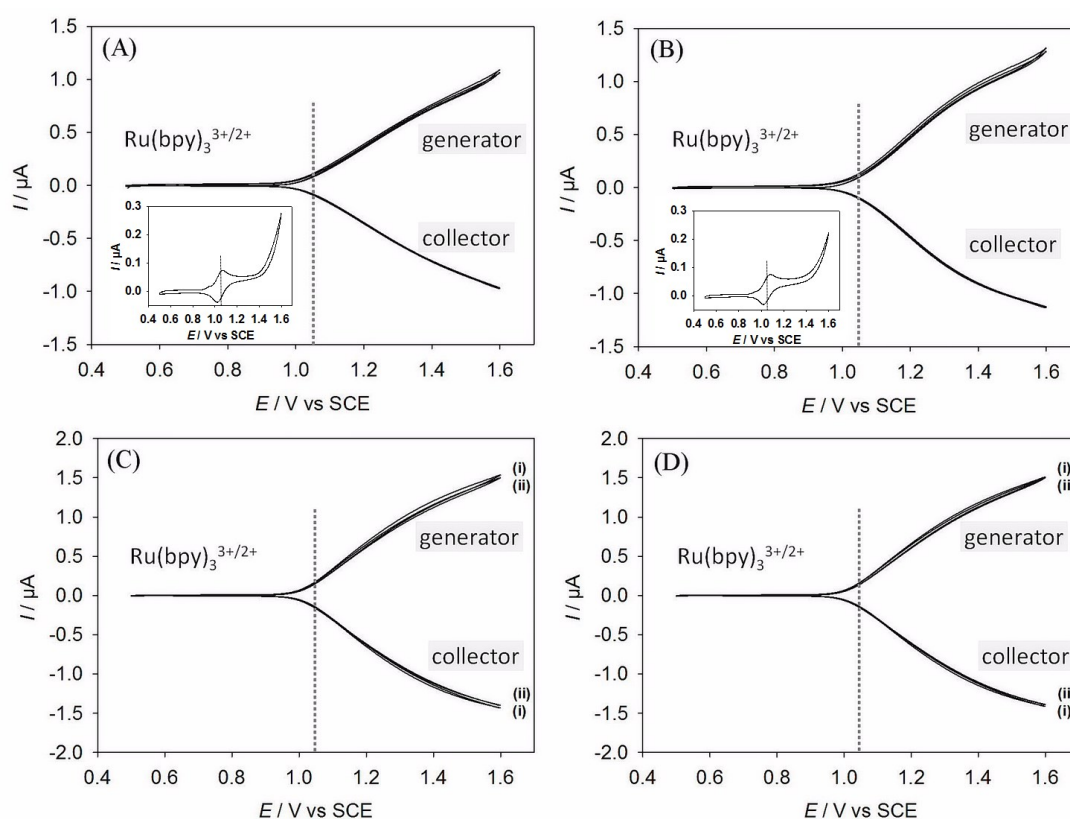 (A)
1.5
1.0
0.5
0.0
-0.5
-1.0
-1.5
I / µA
Ru(bpy)₃³⁺/²⁺
generator
collector
0.3
0.2
0.1
0.0
I / µA
0.4 0.6 0.8 1.0 1.2 1.4 1.6
E / V vs SCE
0.4 0.6 0.8 1.0 1.2 1.4 1.6
E / V vs SCE
(B)
1.5
1.0
0.5
0.0
-0.5
-1.0
-1.5
I / µA
Ru(bpy)₃³⁺/²⁺
generator
collector
0.3
0.2
0.1
0.0
I / µA
0.4 0.6 0.8 1.0 1.2 1.4 1.6
E / V vs SCE
0.4 0.6 0.8 1.0 1.2 1.4 1.6
E / V vs SCE
(C)
2.0
1.5
1.0
0.5
0.0
-0.5
-1.0
-1.5
-2.0
I / µA
(i)
(ii)
Ru(bpy)₃³⁺/²⁺
generator
collector
(ii)
(i)
0.4 0.6 0.8 1.0 1.2 1.4 1.6
E / V vs SCE
(D)
2.0
1.5
1.0
0.5
0.0
-0.5
-1.0
-1.5
-2.0
I / µA
(i)
(ii
Ru(bpy)₃³⁺/²⁺
generator
collector
(ii
(i)
0.4 0.6 0.8 1.0 1.2 1.4 1.6
E / V vs SCE